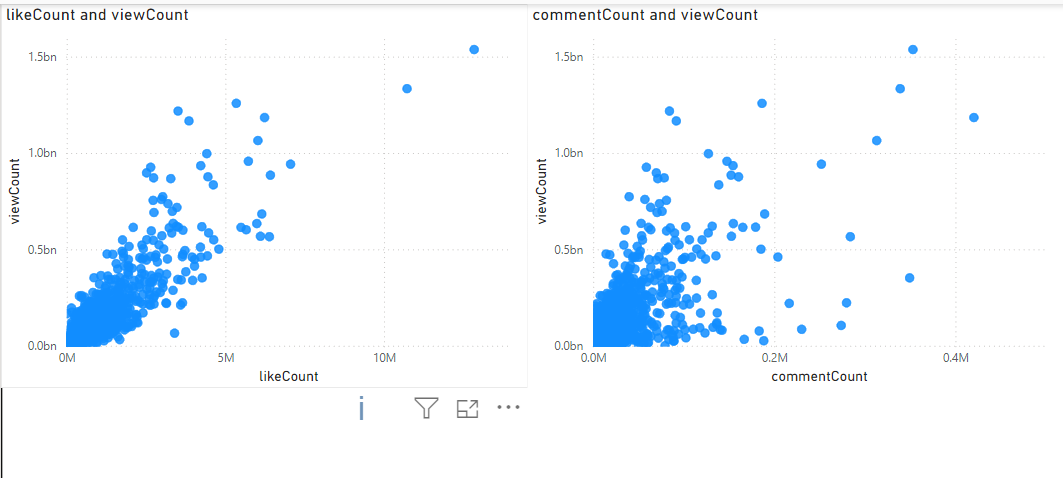 likeCount and viewCount
1.5bn
1.0bn
0.5bn
0.0bn
viewCount
0M
5M
10M
likeCount
commentCount and viewCount
1.5bn
1.0bn
0.5bn
0.0bn
viewCount
0.0M
0.2M
0.4M
commentCount
i